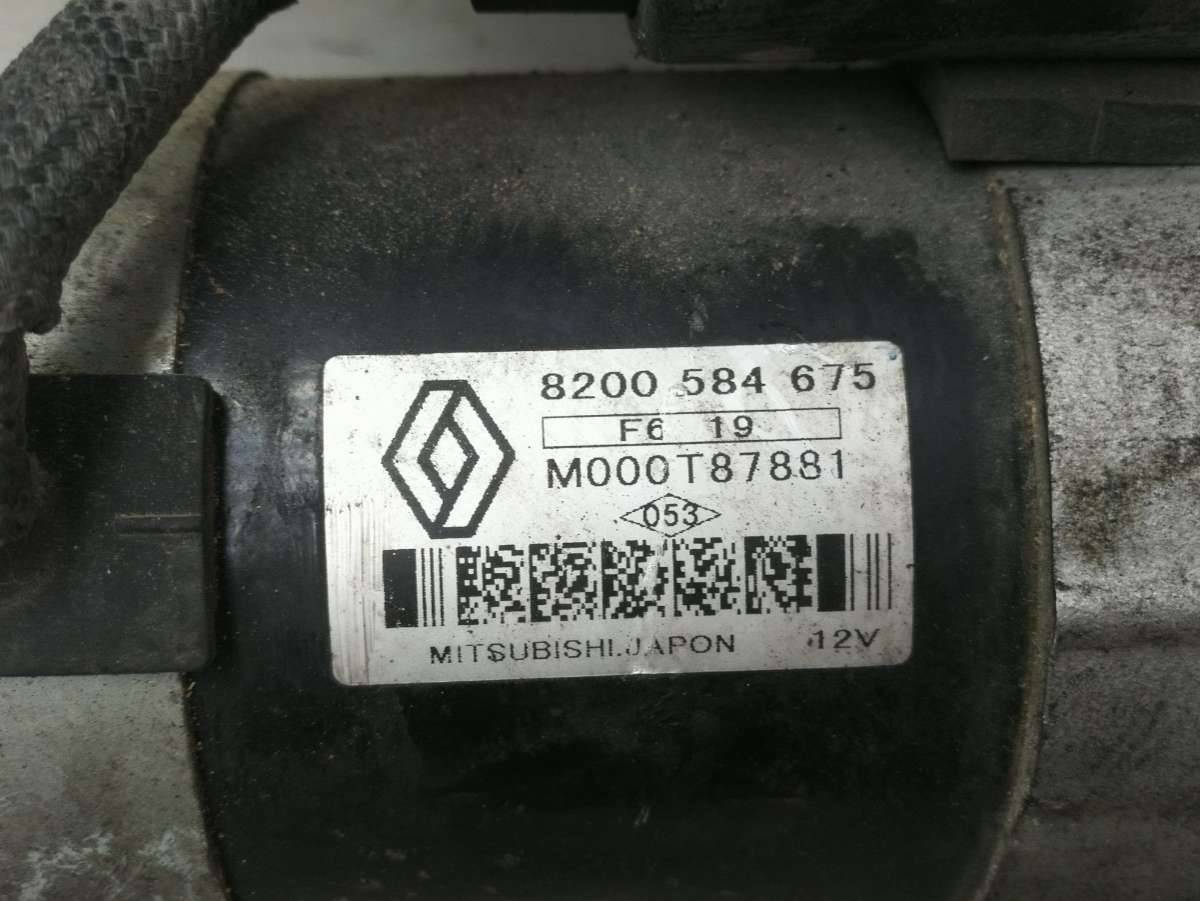 8200 584 675
F6 19
M000T87881
053
MITSUBISHI.JAPON 12V